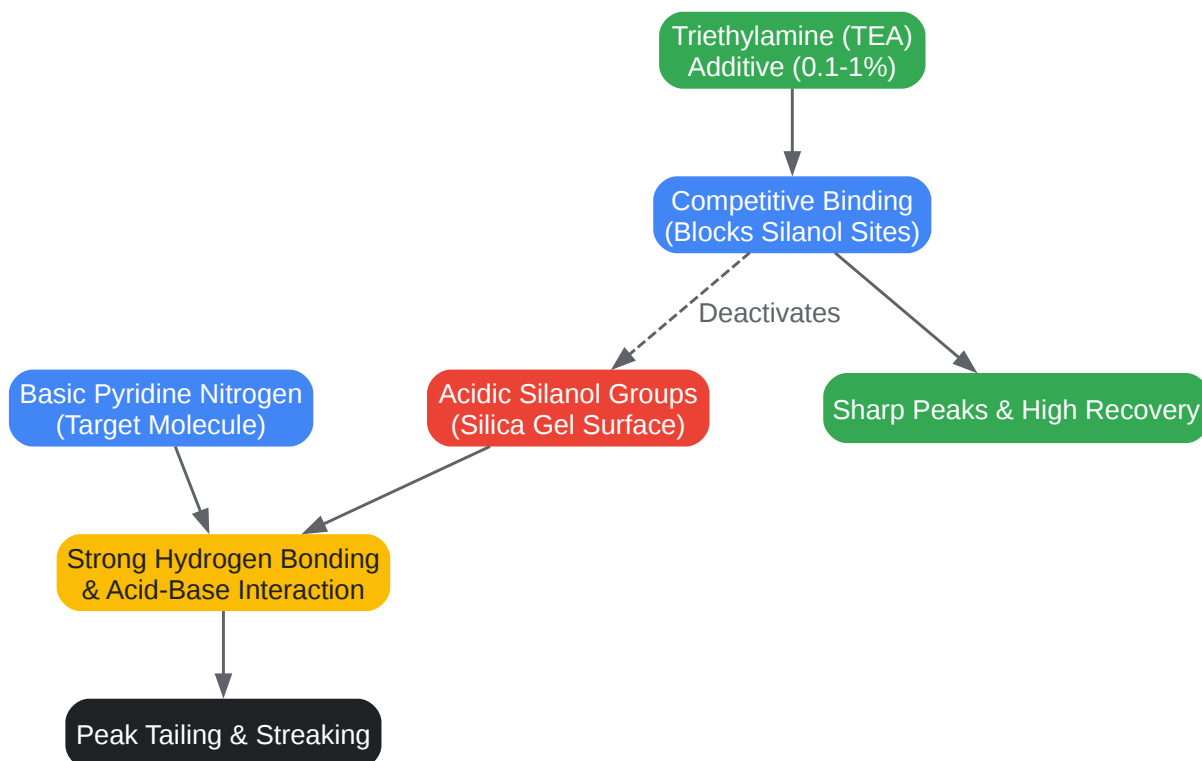 Triethylamine (TEA)
Additive (0.1-1%)
Competitive Binding
(Blocks Silanol Sites)
Deactivates
Basic Pyridine Nitrogen
(Target Molecule)
Acidic Silanol Groups
(Silica Gel Surface)
Sharp Peaks & High Recovery
Strong Hydrogen Bonding
& Acid-Base Interaction
Peak Tailing & Streaking